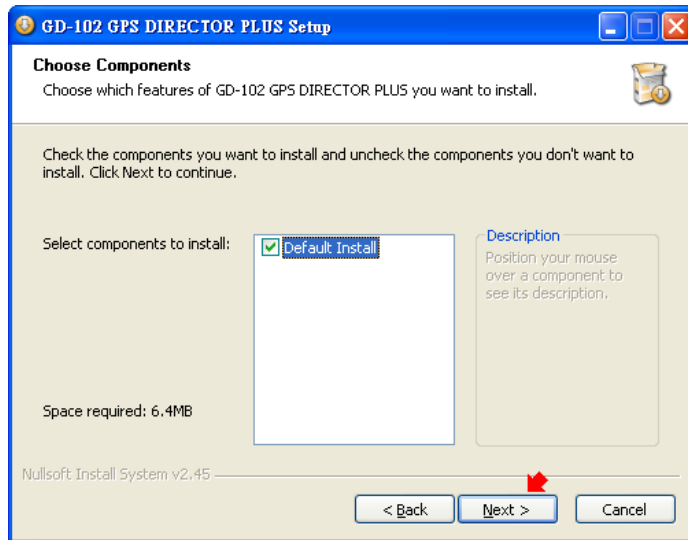 GD-102 GPS DIRECTOR PLUS Setup
Choose Components
Choose which features of GD-102 GPS DIRECTOR PLUS you want to install.
Check the components you want to install and uncheck the components you don't want to
install. Click Next to continue.
Select components to install:
Default Install
Description
Position your mouse
over a component to
see its description.
Space required: 6.4MB
Nullsoft Install System v2.45
< Back
Next >
Cancel